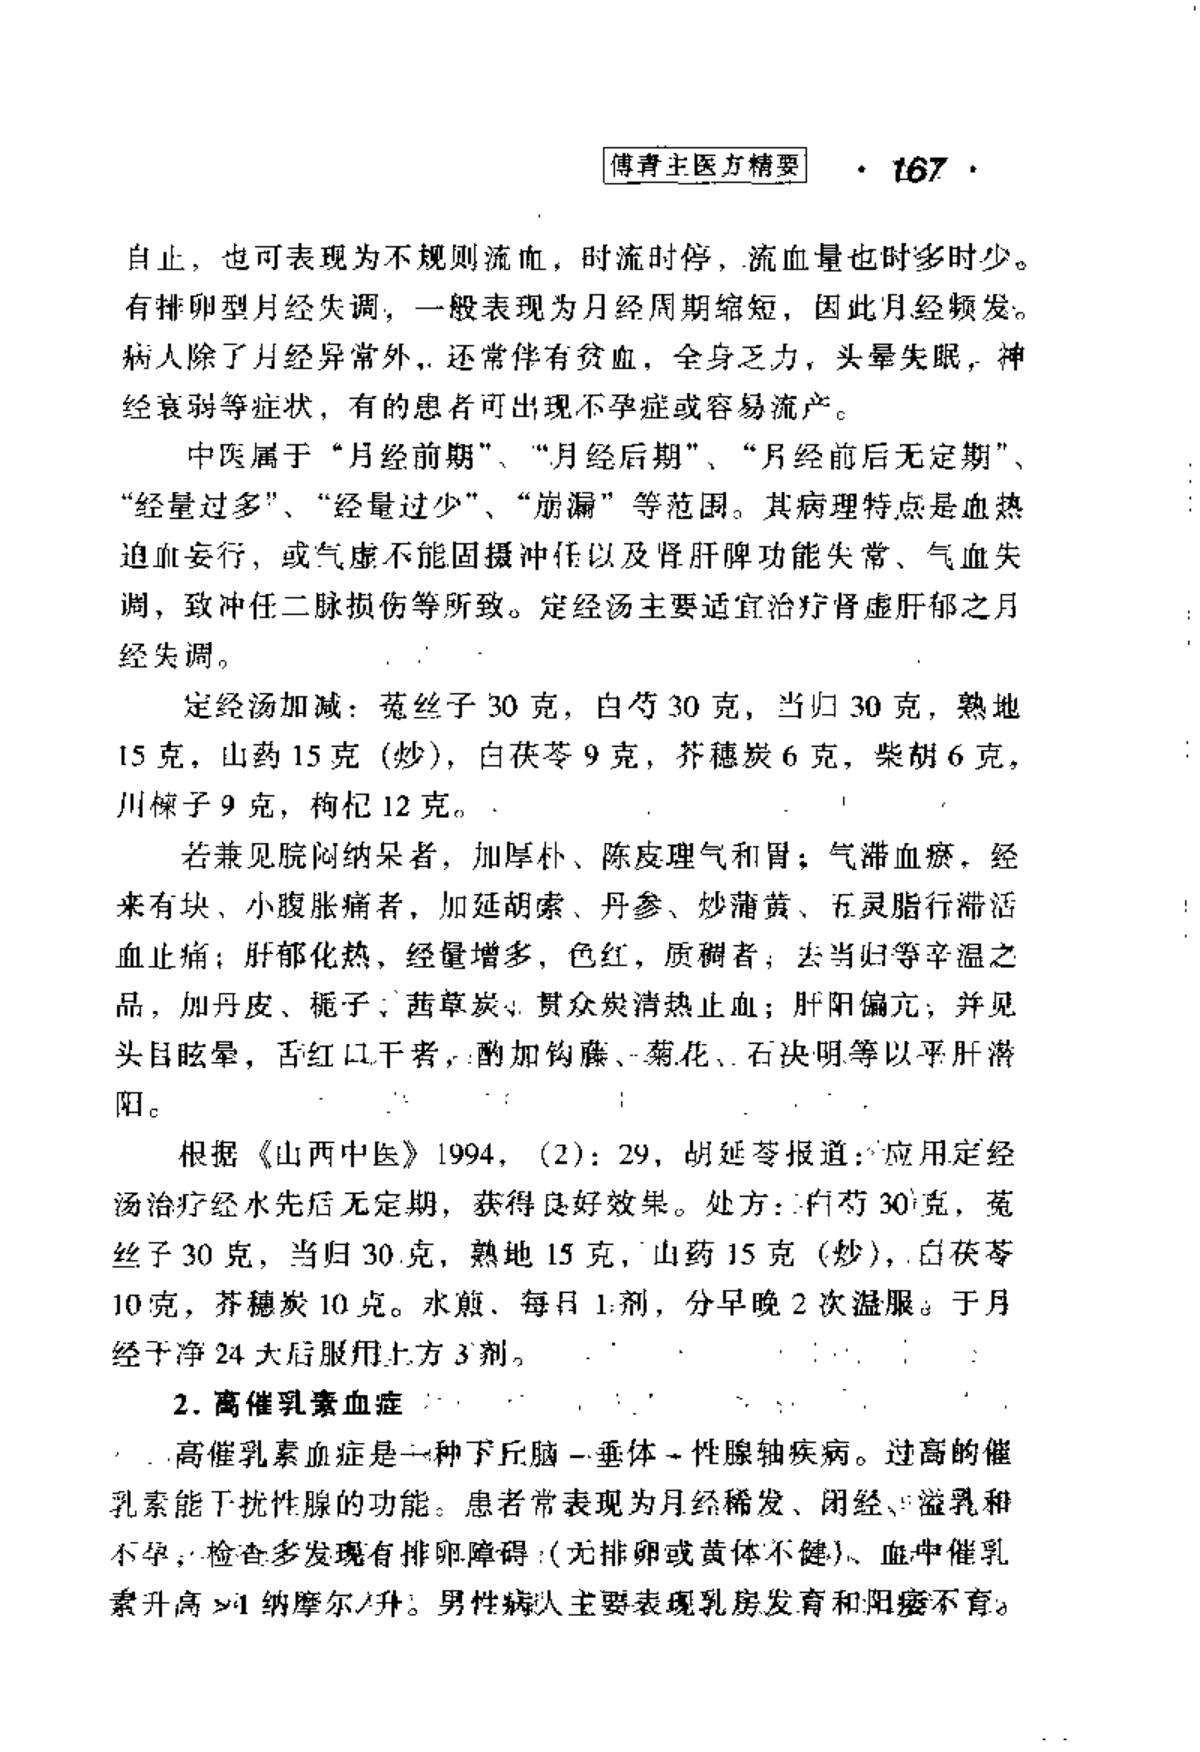 傅青主医方精要 · 167 ·
自止，也可表现为不规则流血，时流时停，流血量也时多时少。
有排卵型月经失调，一般表现为月经周期缩短，因此月经频发。
病人除了月经异常外，还常伴有贫血，全身乏力，头晕失眠，神
经衰弱等症状，有的患者可出现不孕症或容易流产。
中医属于“月经前期”、“月经后期”、“月经前后无定期”、
“经量过多”、“经量过少”、“崩漏”等范围。其病理特点是血热
迫血妄行，或气虚不能固摄冲任以及肾肝脾功能失常、气血失
调，致冲任二脉损伤等所致。定经汤主要适宜治疗肾虚肝郁之月
经失调。
定经汤加减：菟丝子 30 克，白芍 30 克，当归 30 克，熟地
15 克，山药 15 克（炒），白茯苓 9 克，芥穗炭 6 克，柴胡 6 克，
川楝子 9 克，枸杞 12 克。
若兼见脘闷纳呆者，加厚朴、陈皮理气和胃；气滞血瘀，经
来有块、小腹胀痛者，加延胡索、丹参、炒蒲黄、五灵脂行滞活
血止痛；肝郁化热，经量增多，色红，质稠者，去当归等辛温之
品，加丹皮、栀子、茜草炭、贯众炭清热止血；肝阳偏亢，并见
头目眩晕，舌红口干者，酌加钩藤、菊花、石决明等以平肝潜
阳。
根据《山西中医》1994，（2）：29，胡延苓报道：应用定经
汤治疗经水先后无定期，获得良好效果。处方：白芍 30 克，菟
丝子 30 克，当归 30 克，熟地 15 克，山药 15 克（炒），白茯苓
10 克，芥穗炭 10 克。水煎，每日 1 剂，分早晚 2 次温服。于月
经干净 24 天后服用上方 3 剂。
2. 高催乳素血症
高催乳素血症是一种下丘脑－垂体－性腺轴疾病。过高的催
乳素能干扰性腺的功能。患者常表现为月经稀发、闭经、溢乳和
不孕，检查多发现有排卵障碍（无排卵或黄体不健）、血中催乳
素升高 >1 纳摩尔/升。男性病人主要表现乳房发育和阳痿不育。